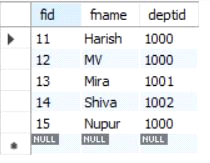 fid fname deptid
11 Harish 1000
12 MV 1000
13 Mira 1001
14 Shiva 1002
15 Nupur 1000
NULL NULL NULL